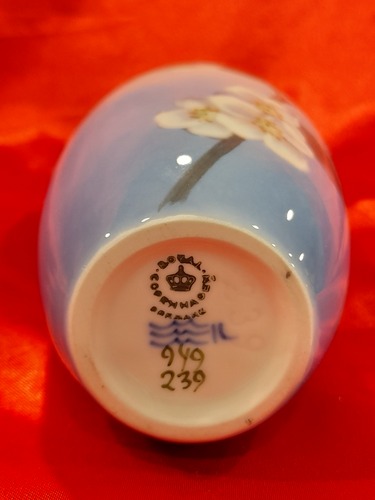 ROYAL COPENHAGEN
DENMARK
949
239